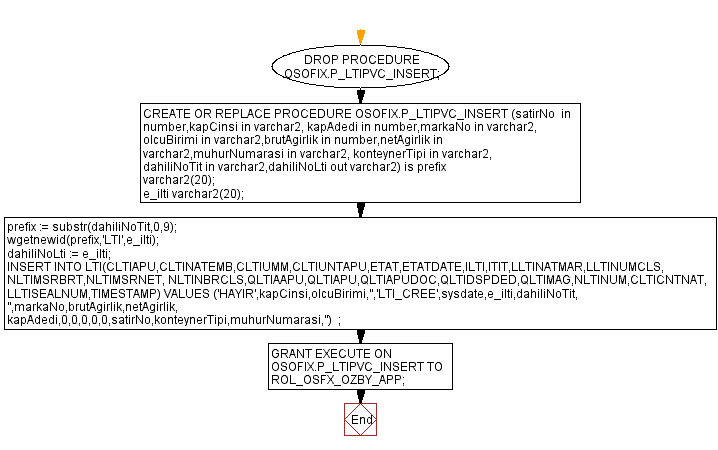 DROP PROCEDURE
OSOFIX.P_LTIPVC_INSERT;
CREATE OR REPLACE PROCEDURE OSOFIX.P_LTIPVC_INSERT (satirNo in
number,kapCinsi in varchar2, kapAdedi in number,markaNo in varchar2,
olcuBirimi in varchar2,brutAgirlik in number,netAgirlik in
varchar2,muhurNumarasi in varchar2, konteynerTipi in varchar2,
dahiliNoTit in varchar2,dahiliNoLti out varchar2) is prefix
varchar2(20);
e_ilti varchar2(20);
prefix := substr(dahiliNoTit,0,9);
wgetnewid(prefix,'LTI',e_ilti);
dahiliNoLti := e_ilti;
INSERT INTO LTI(CLTIAPU,CLTINATEMB,CLTIUMM,CLTIUNTAPU,ETAT,ETATDATE,ILTI,ITIT,LLTINATMAR,LLTINUMCLS,
NLTIMSRBRT,NLTIMSRNET, NLTINBRCLS,QLTIAAPU,QLTIAPU,QLTIAPUDOC,QLTIDSPDED,QLTIMAG,NLTINUM,CLTICNTNAT,
LLTISEALNUM,TIMESTAMP) VALUES ('HAYIR',kapCinsi,olcuBirimi,'','LTI_CREE',sysdate,e_ilti,dahiliNoTit,
'',markaNo,brutAgirlik,netAgirlik,
kapAdedi,0,0,0,0,0,satirNo,konteynerTipi,muhurNumarasi,'') ;
GRANT EXECUTE ON
OSOFIX.P_LTIPVC_INSERT TO
ROL_OSFX_OZBY_APP;
End